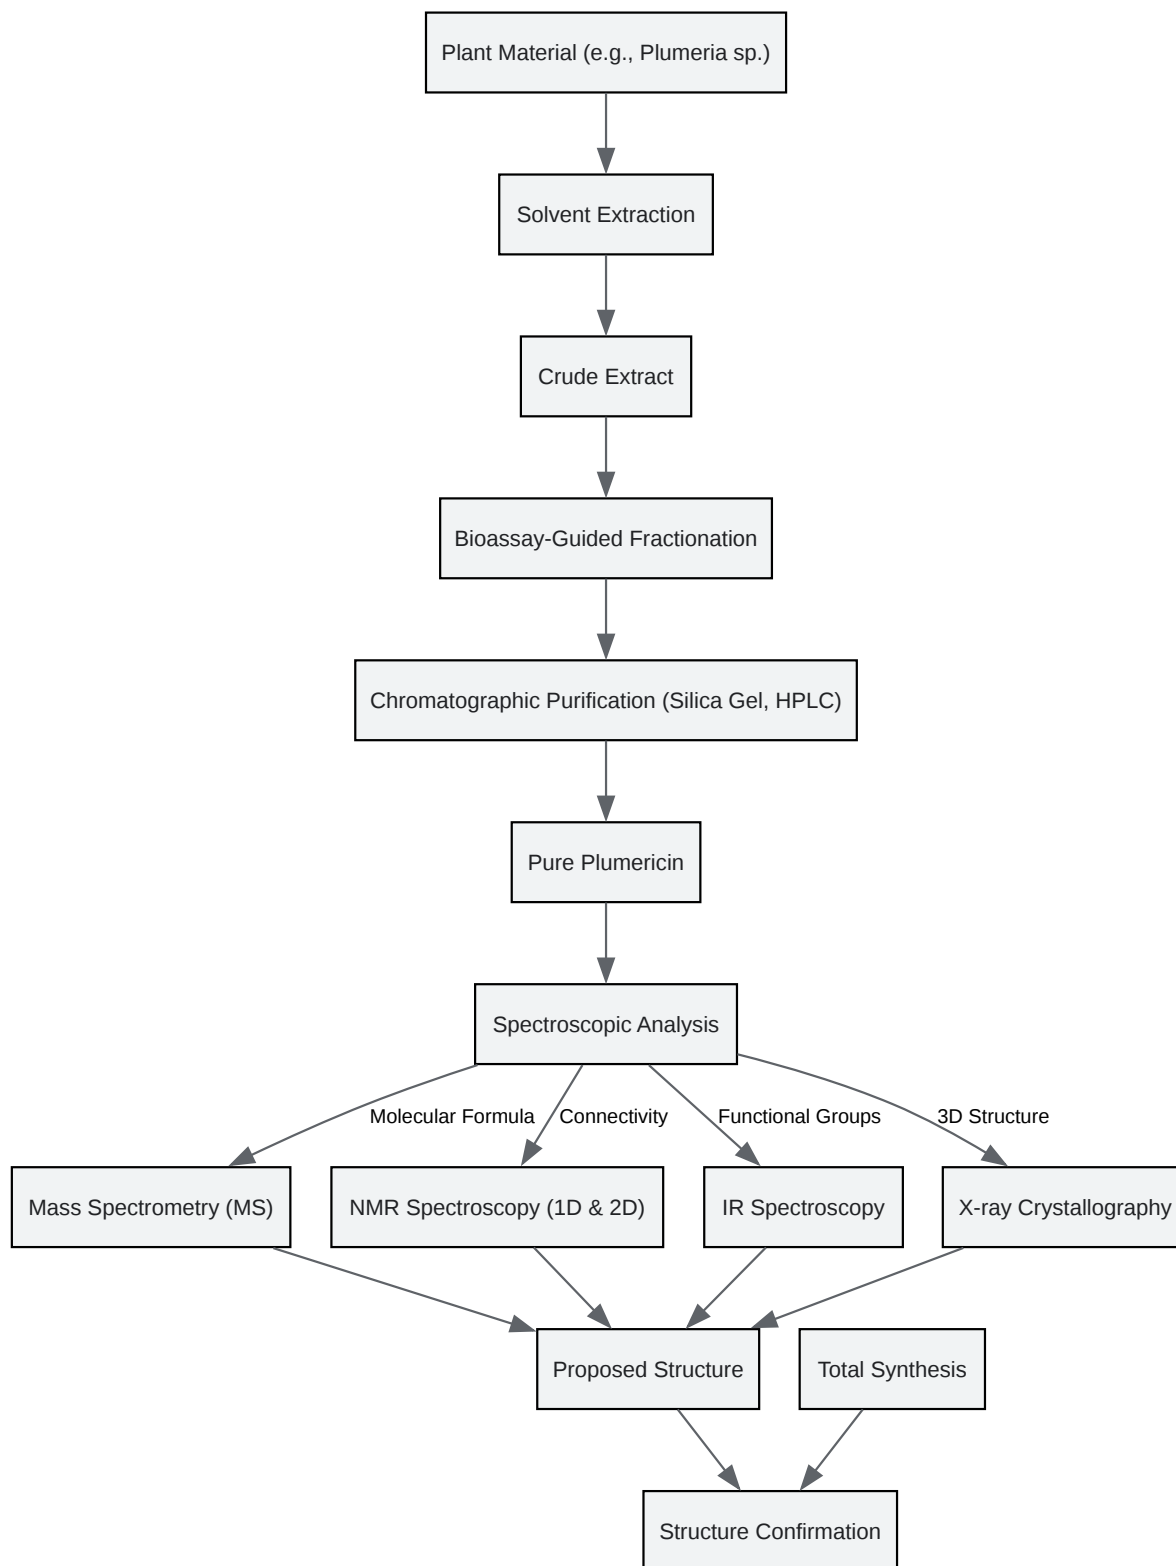 Plant Material (e.g., Plumeria sp.)
Solvent Extraction
Crude Extract
Bioassay-Guided Fractionation
Chromatographic Purification (Silica Gel, HPLC)
Pure Plumericin
Spectroscopic Analysis
Molecular Formula
Connectivity
Functional Groups
3D Structure
Mass Spectrometry (MS)
NMR Spectroscopy (1D & 2D)
IR Spectroscopy
X-ray Crystallography
Proposed Structure
Total Synthesis
Structure Confirmation